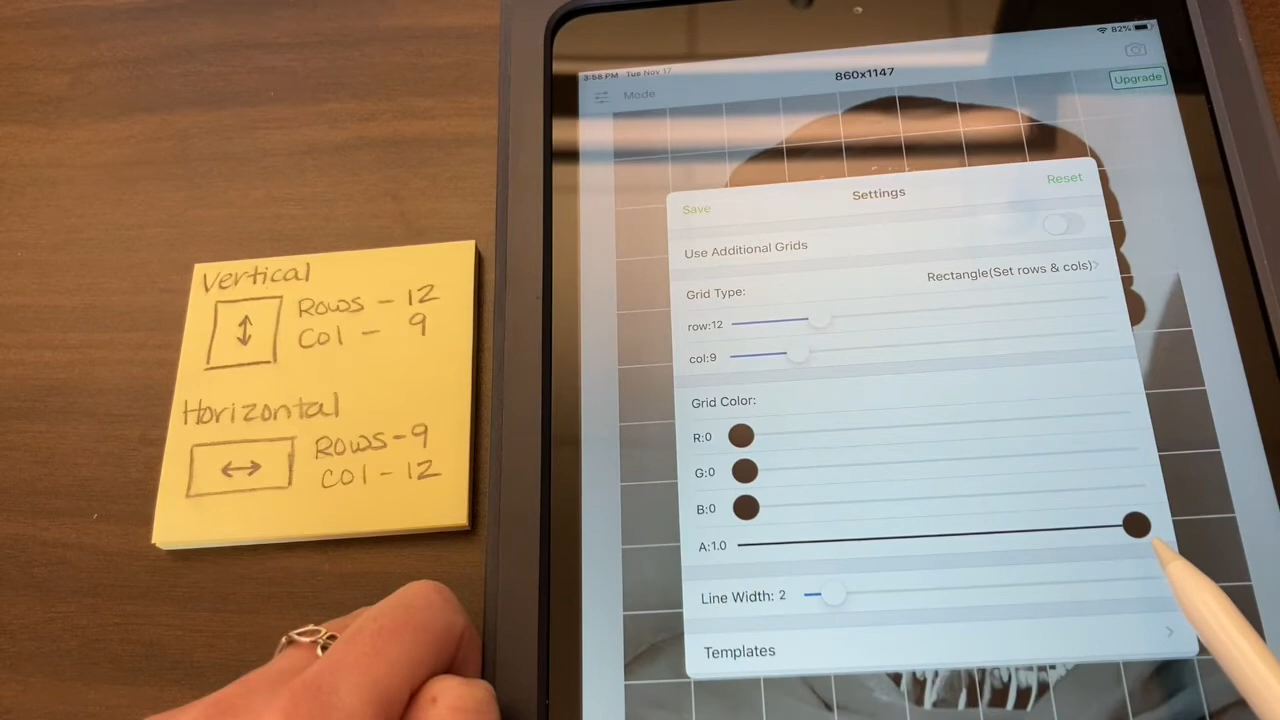 Vertical
Rows - 12
Col - 9
Horizontal
Rows - 9
Col - 12
3:58 PM Tue Nov 17
82%
Mode
860x1147
Upgrade
Save
Settings
Reset
Use Additional Grids
Grid Type:
Rectangle(Set rows & cols)
row:12
col:9
Grid Color:
R:0
G:0
B:0
A:1.0
Line Width: 2
Templates